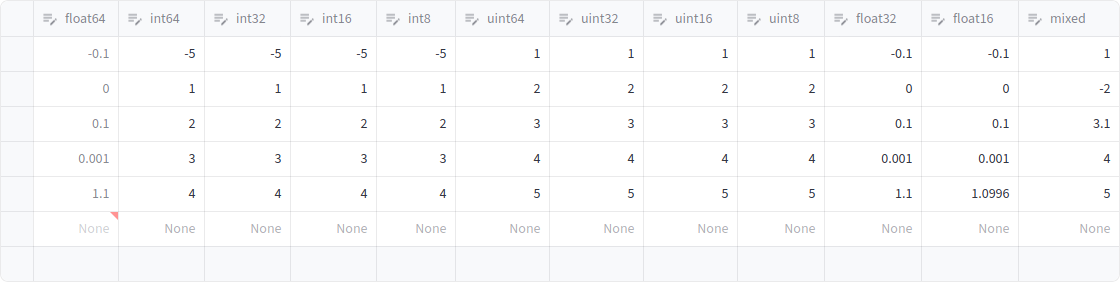 float64 int64 int32 int16 int8 uint64 uint32 uint16 uint8 float32 float16 mixed
-0.1 -5 -5 -5 -5 1 1 1 1 -0.1 -0.1 1
0 1 1 1 1 2 2 2 2 0 0 -2
0.1 2 2 2 2 3 3 3 3 0.1 0.1 3.1
0.001 3 3 3 3 4 4 4 4 0.001 0.001 4
1.1 4 4 4 4 5 5 5 5 1.1 1.0996 5
None None None None None None None None None None None None